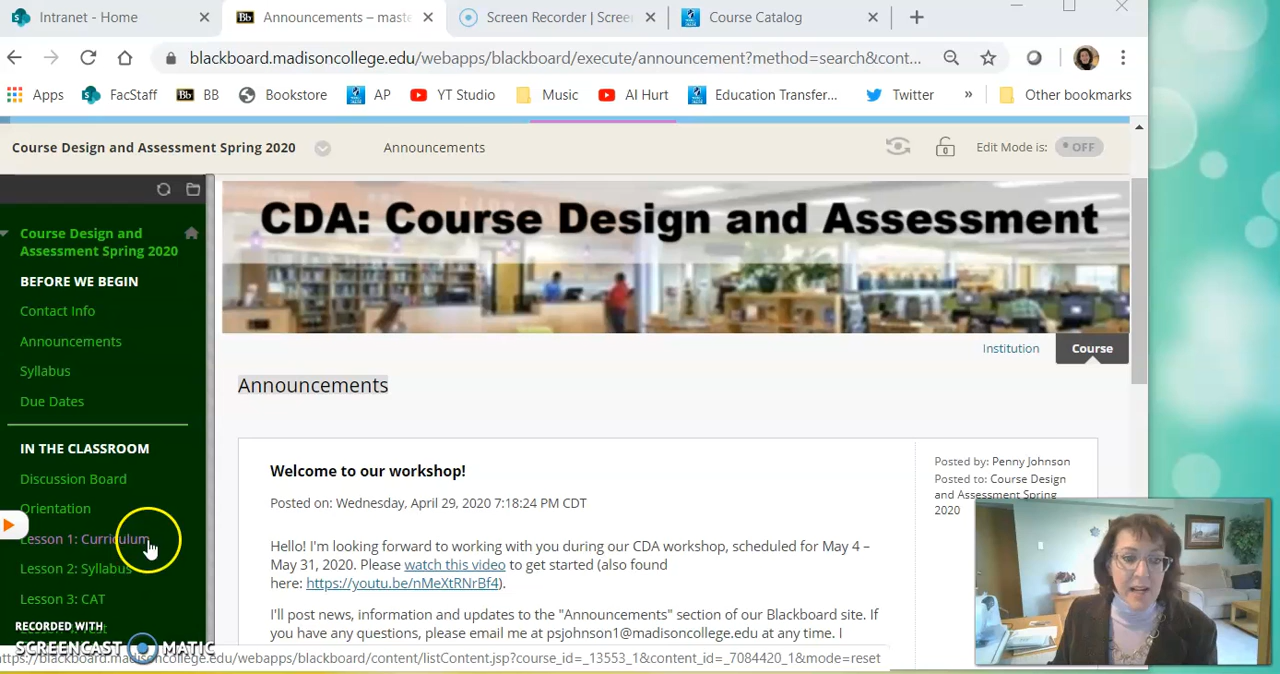 Intranet - Home
Bb Announcements – maste
Screen Recorder | Scree
Course Catalog
blackboard.madisoncollege.edu/webapps/blackboard/execute/announcement?method=search&cont...
Apps
FacStaff
Bb BB
Bookstore
AP
YT Studio
Music
AI Hurt
Education Transfer...
Twitter
»
Other bookmarks
Course Design and Assessment Spring 2020
Announcements
Edit Mode is:
OFF
CDA: Course Design and Assessment
Course Design and
Assessment Spring 2020
BEFORE WE BEGIN
Contact Info
Announcements
Syllabus
Due Dates
IN THE CLASSROOM
Discussion Board
Orientation
Lesson 1: Curriculum
Lesson 2: Syllabus
Lesson 3: CAT
RECORDED WITH
SCREENCAST MATIC
Institution
Course
Announcements
Welcome to our workshop!
Posted on: Wednesday, April 29, 2020 7:18:24 PM CDT
Hello! I'm looking forward to working with you during our CDA workshop, scheduled for May 4 –
May 31, 2020. Please watch this video to get started (also found
here: https://youtu.be/nMeXtRNrBf4).
I'll post news, information and updates to the "Announcements" section of our Blackboard site. If
you have any questions, please email me at psjohnson1@madisoncollege.edu at any time. I
Posted by: Penny Johnson
Posted to: Course Design
and Assessment Spring
2020
https://blackboard.madisoncollege.edu/webapps/blackboard/content/listContent.jsp?course_id=_13553_1&content_id=_7084420_1&mode=reset